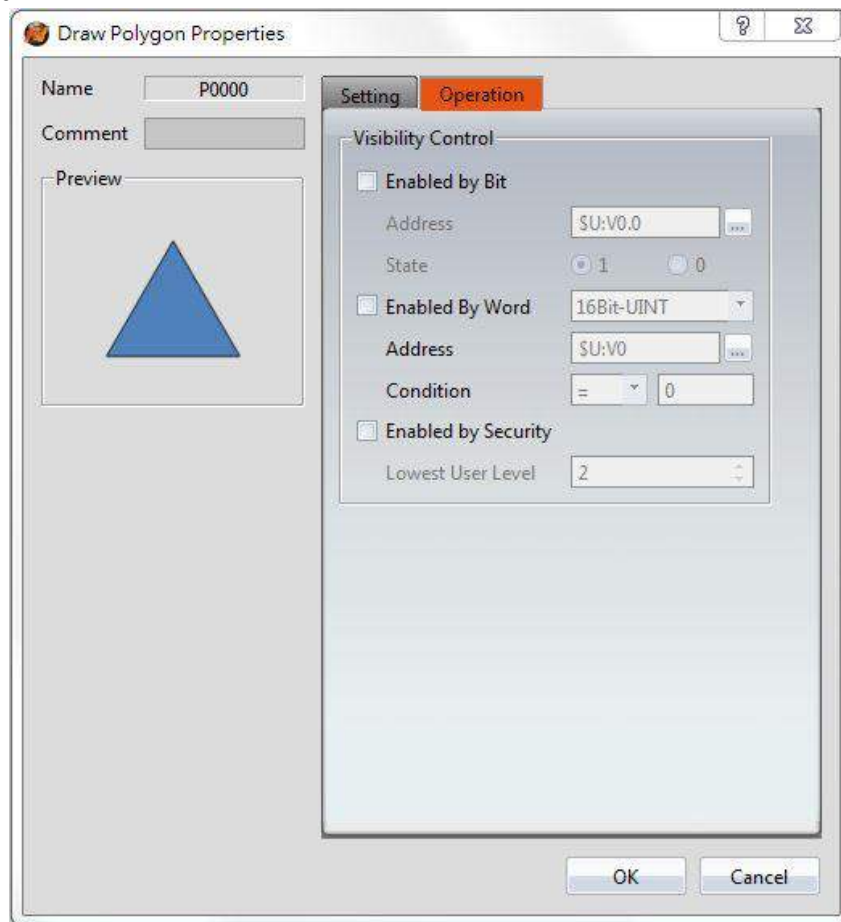 Draw Polygon Properties
Name P0000
Comment
Preview
Setting Operation
Visibility Control
Enabled by Bit
Address $U:V0.0 ...
State 1 0
Enabled By Word 16Bit-UINT
Address $U:V0 ...
Condition = 0
Enabled by Security
Lowest User Level 2
OK Cancel